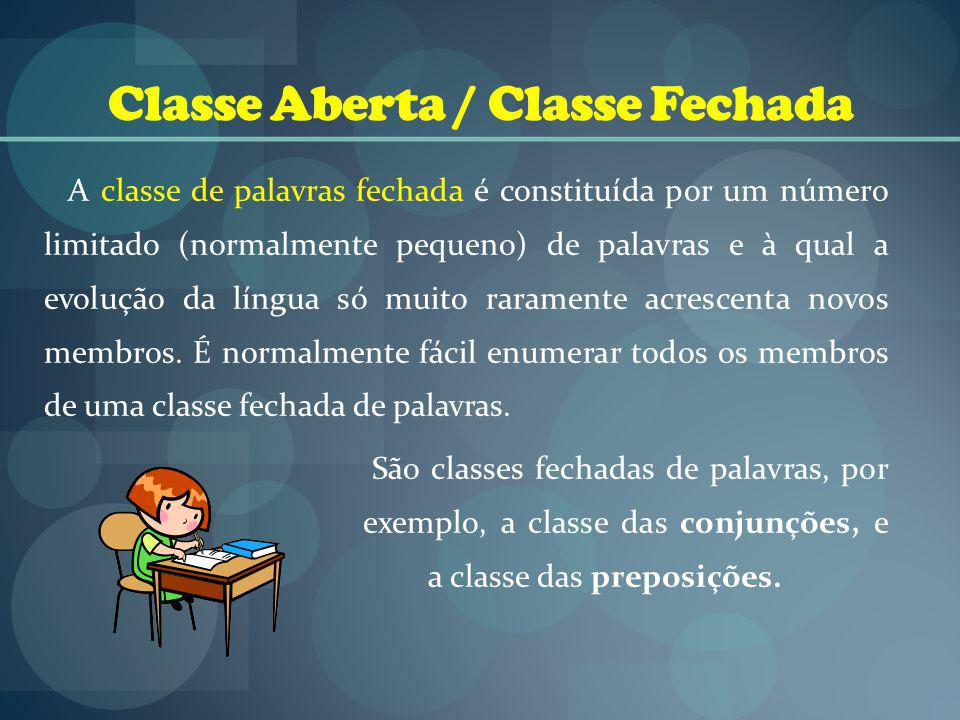 Classe Aberta / Classe Fechada
A classe de palavras fechada é constituída por um número
limitado (normalmente pequeno) de palavras e à qual a
evolução da língua só muito raramente acrescenta novos
membros. É normalmente fácil enumerar todos os membros
de uma classe fechada de palavras.
São classes fechadas de palavras, por
exemplo, a classe das conjunções, e
a classe das preposições.